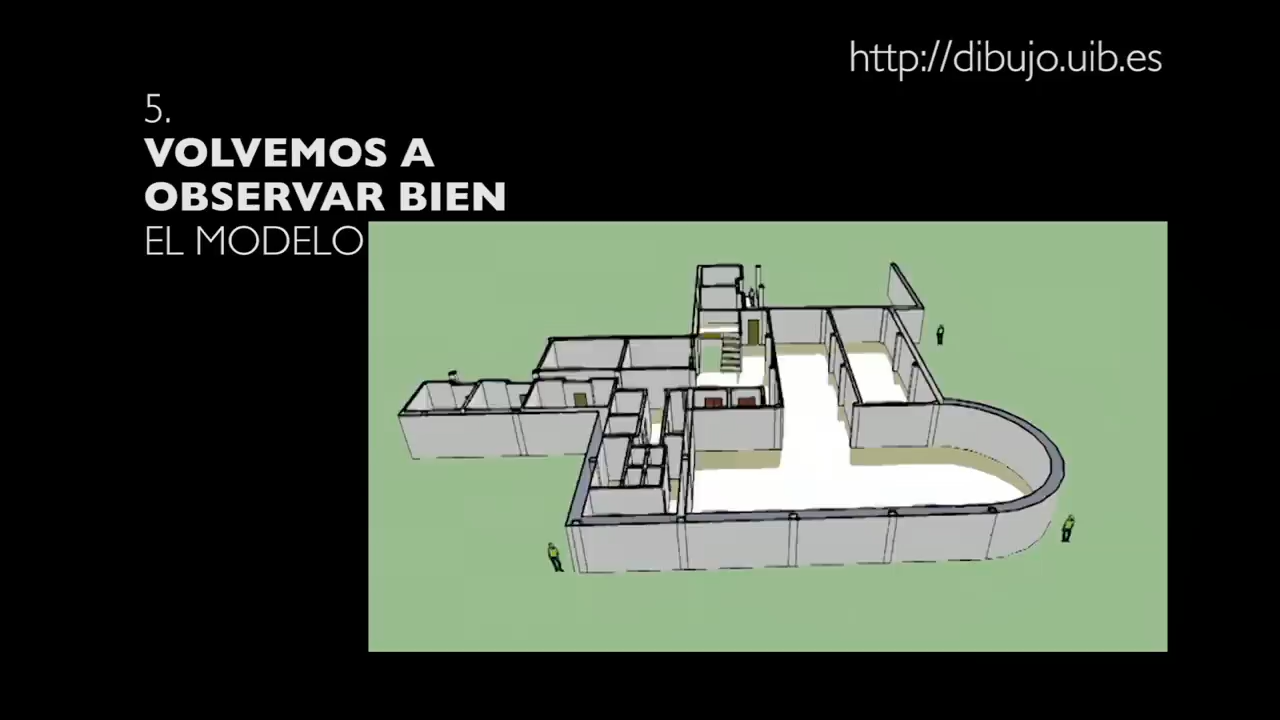 http://dibujo.uib.es
5.
VOLVEMOS A
OBSERVAR BIEN
EL MODELO